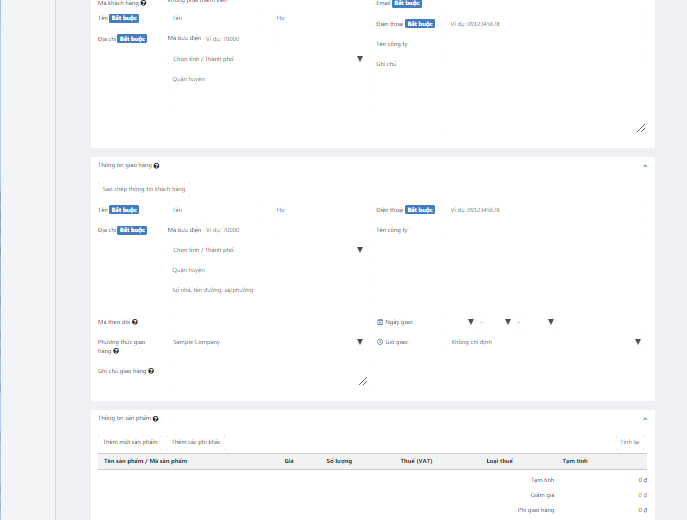 Mã khách hàng
Không phải thành viên
Email Bắt buộc
Tên Bắt buộc Tên Họ
Điện thoại Bắt buộc Ví dụ: 0912345678
Địa chỉ Bắt buộc Mã bưu điện Ví dụ: 70000
Tên công ty
Chọn tỉnh / Thành phố
Ghi chú
Quận huyện
Thông tin giao hàng
Sao chép thông tin khách hàng
Tên Bắt buộc Tên Họ Điện thoại Bắt buộc Ví dụ: 0912345678
Địa chỉ Bắt buộc Mã bưu điện Ví dụ: 70000 Tên công ty
Chọn tỉnh / Thành phố
Quận huyện
Số nhà, tên đường, xã/phường
Mã theo dõi Ngày giao - -
Phương thức giao hàng Sample Company Giờ giao Không chỉ định
Ghi chú giao hàng
Thông tin sản phẩm
Thêm một sản phẩm Thêm các phí khác Tính lại
Tên sản phẩm / Mã sản phẩm Giá Số lượng Thuế (VAT) Loại thuế Tạm tính
Tạm tính 0 ₫
Giảm giá 0 ₫
Phí giao hàng 0 ₫